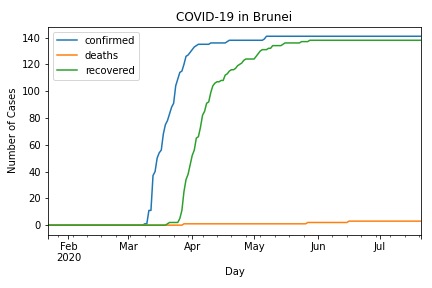 COVID-19 in Brunei
confirmed
deaths
recovered
Number of Cases
140
120
100
80
60
40
20
0
Feb Mar Apr May Jun Jul
2020
Day